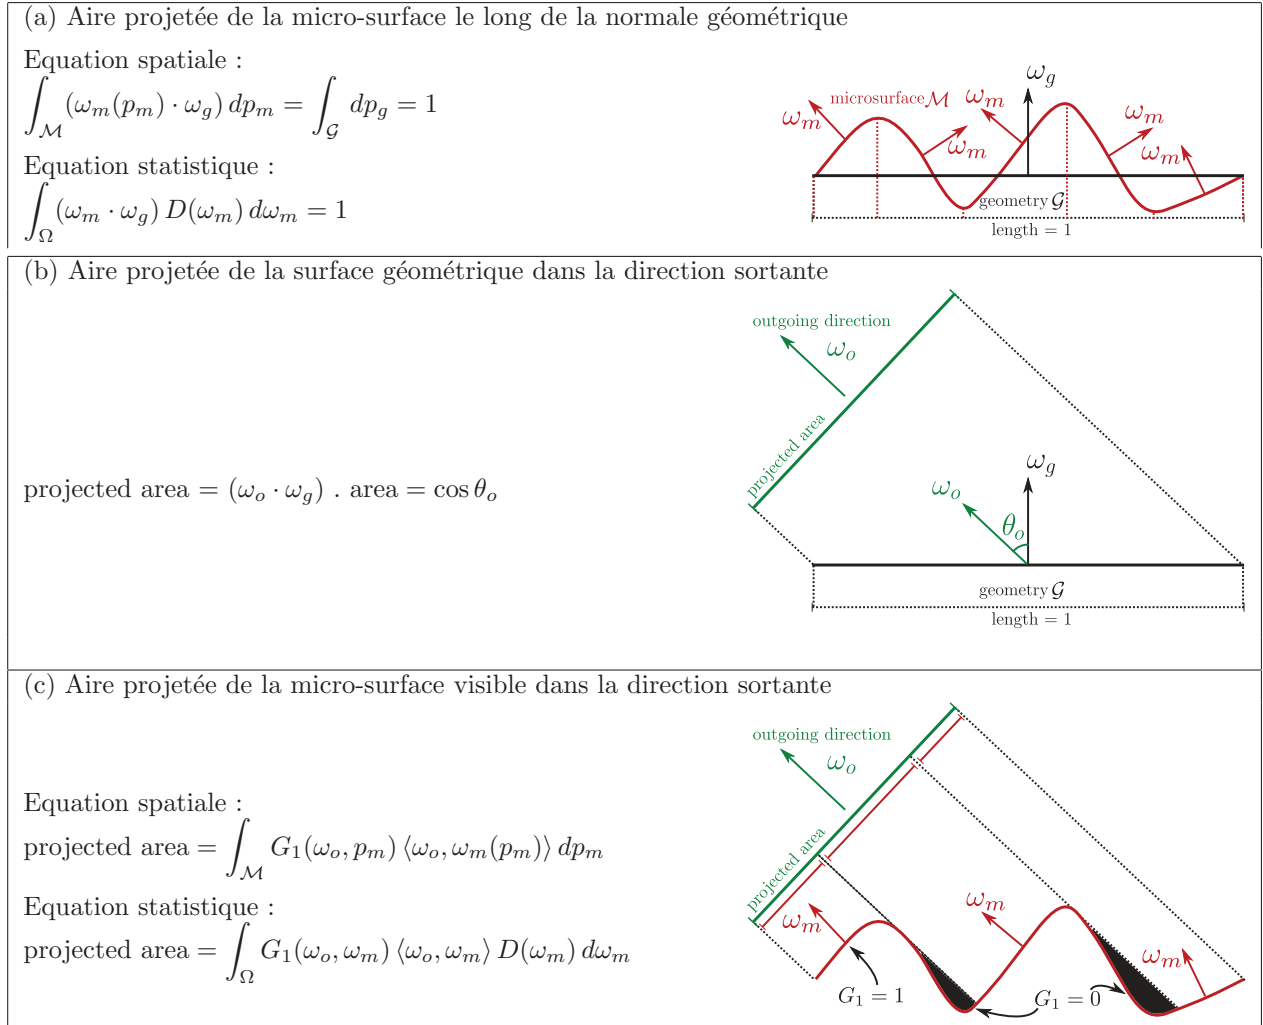 (a) Aire projetée de la micro-surface le long de la normale géométrique
Equation spatiale :
∫_ℳ (ω_m(p_m) · ω_g) dp_m = ∫_𝒢 dp_g = 1
Equation statistique :
∫_Ω (ω_m · ω_g) D(ω_m) dω_m = 1
ω_g
microsurface ℳ
ω_m
ω_m
ω_m
ω_m
ω_m
geometry 𝒢
length = 1
(b) Aire projetée de la surface géométrique dans la direction sortante
projected area = (ω_o · ω_g) . area = cos θ_o
outgoing direction
ω_o
projected area
ω_g
ω_o
θ_o
geometry 𝒢
length = 1
(c) Aire projetée de la micro-surface visible dans la direction sortante
Equation spatiale :
projected area = ∫_ℳ G_1(ω_o, p_m) ⟨ω_o, ω_m(p_m)⟩ dp_m
Equation statistique :
projected area = ∫_Ω G_1(ω_o, ω_m) ⟨ω_o, ω_m⟩ D(ω_m) dω_m
outgoing direction
ω_o
projected area
ω_m
ω_m
ω_m
G_1 = 1
G_1 = 0